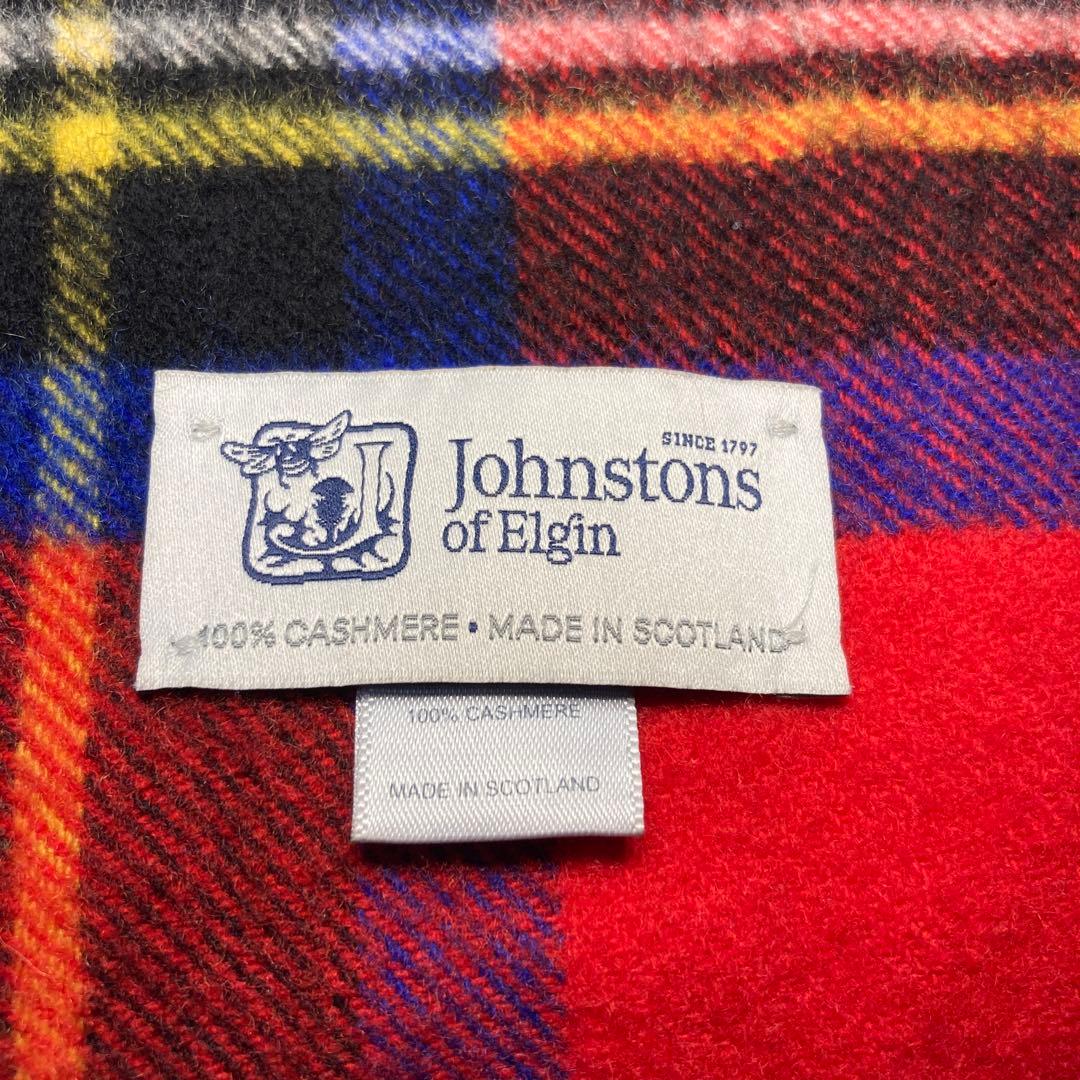 SINCE 1797
Johnstons
of Elgin
100% CASHMERE • MADE IN SCOTLAND
100% CASHMERE
MADE IN SCOTLAND